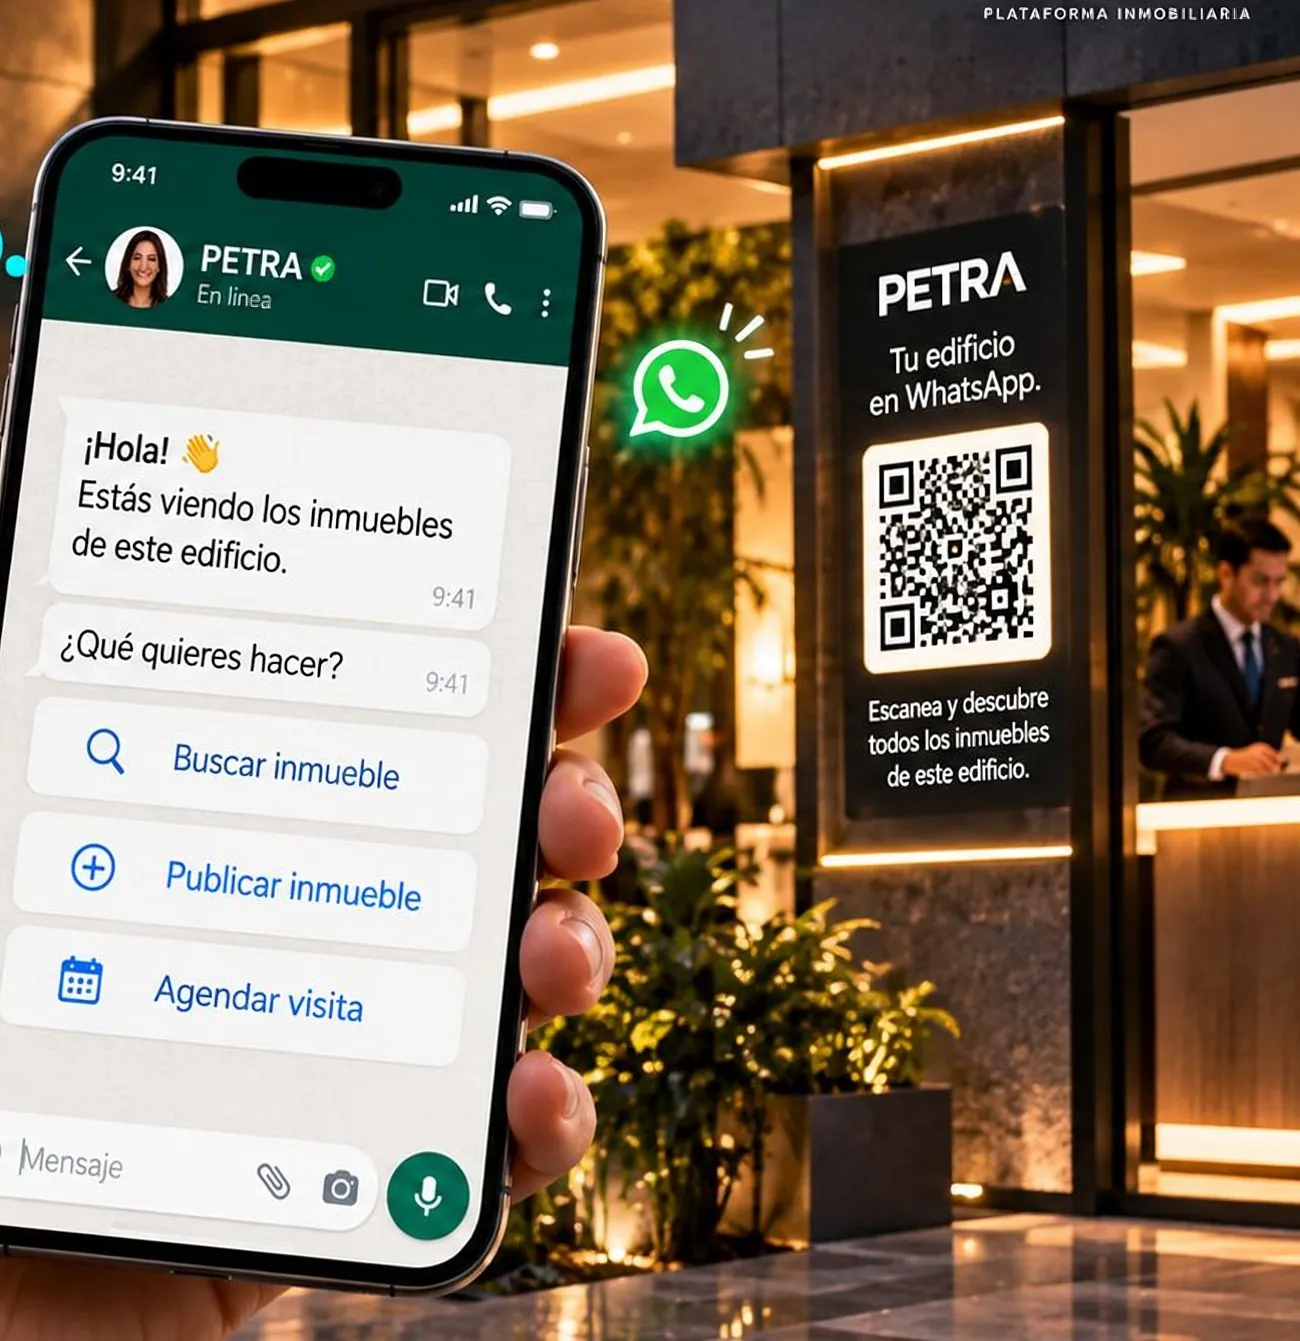 PLATAFORMA INMOBILIARIA
9:41
PETRA
En línea
¡Hola! 👋
Estás viendo los inmuebles
de este edificio.
9:41
¿Qué quieres hacer?
9:41
Buscar inmueble
Publicar inmueble
Agendar visita
Mensaje
PETRA
Tu edificio
en WhatsApp.
Escanea y descubre
todos los inmuebles
de este edificio.